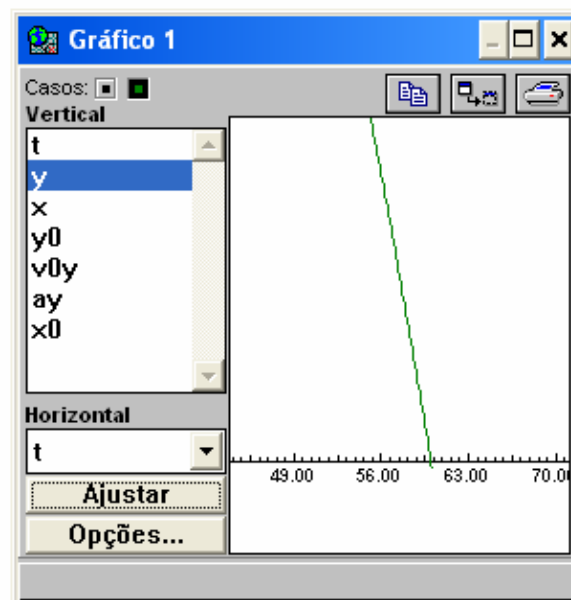 Gráfico 1
Casos:
Vertical
t
y
x
y0
v0y
ay
x0
Horizontal
t
Ajustar
Opções...
49.00 56.00 63.00 70.0